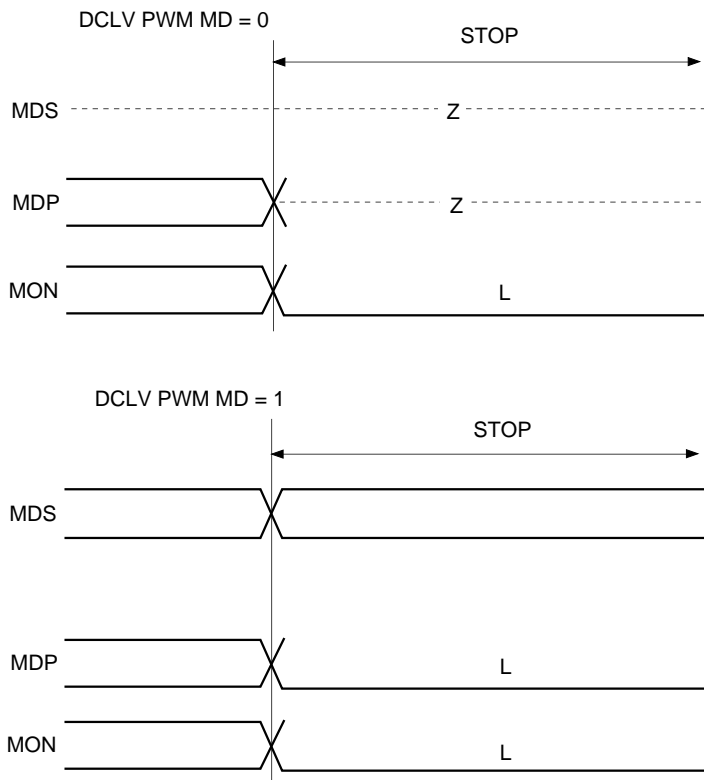 DCLV PWM MD = 0
STOP
MDS
Z
MDP
Z
MON
L
DCLV PWM MD = 1
STOP
MDS
MDP
L
MON
L